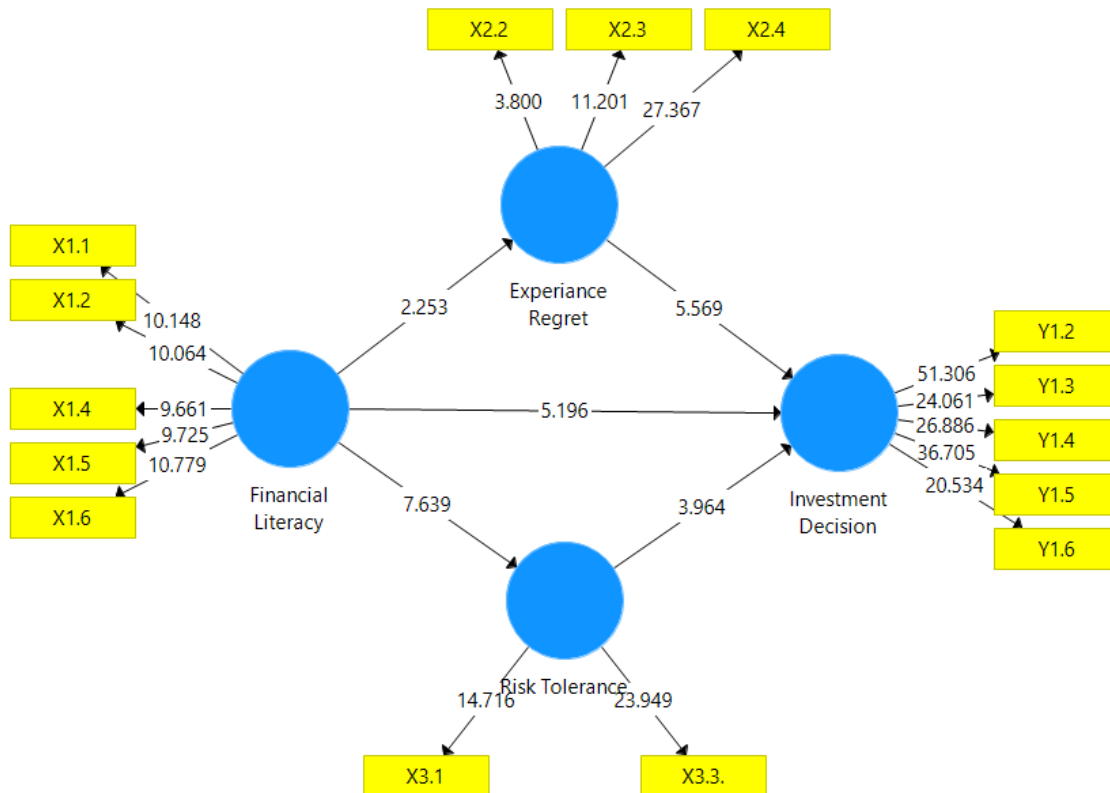 X2.2
X2.3
X2.4
3.800
11.201
27.367
X1.1
X1.2
10.148
10.064
X1.4
X1.5
X1.6
9.661
9.725
10.779
Financial
Literacy
2.253
Experiance
Regret
5.569
5.196
7.639
3.964
Investment
Decision
51.306
24.061
26.886
36.705
20.534
Y1.2
Y1.3
Y1.4
Y1.5
Y1.6
Risk Tolerance
14.716
23.949
X3.1
X3.3.